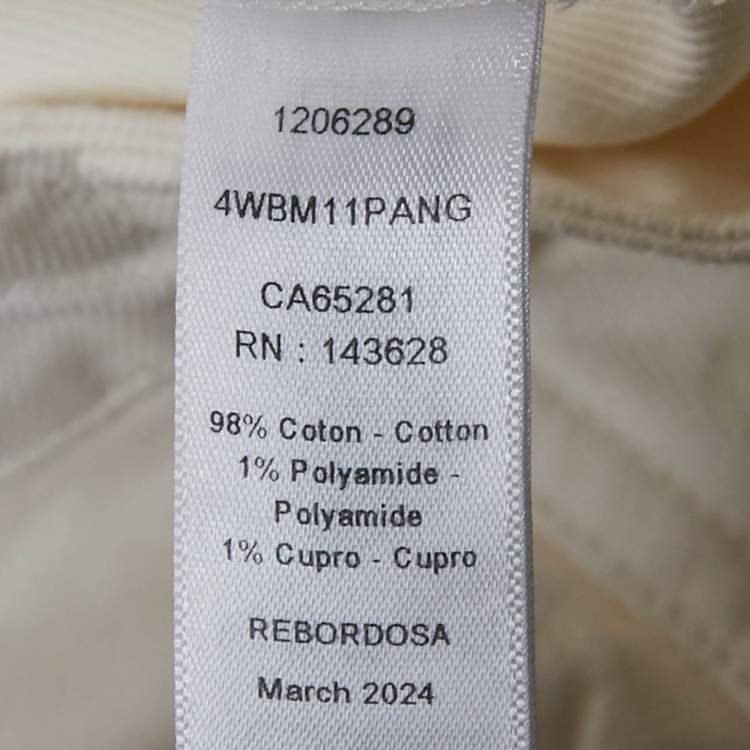 1206289
4WBM11PANG
CA65281
RN : 143628
98% Coton - Cotton
1% Polyamide -
Polyamide
1% Cupro - Cupro
REBORDOSA
March 2024